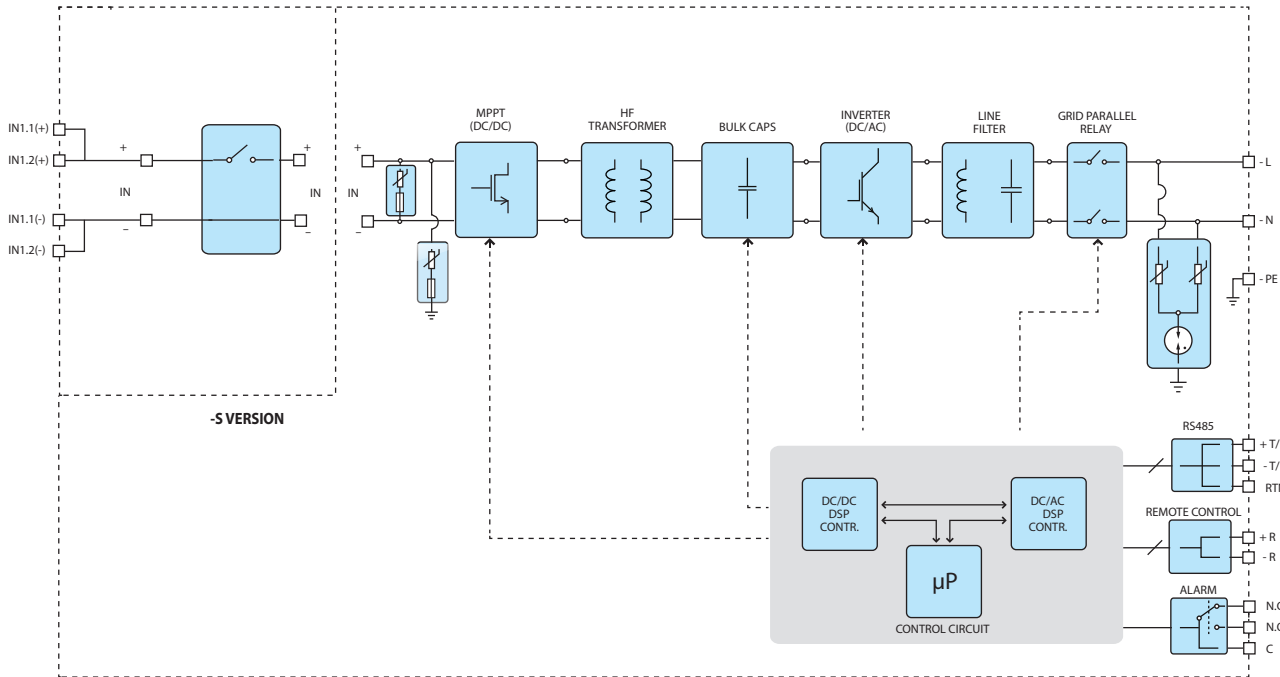 MPPT
(DC/DC)
HF
TRANSFORMER
BULK CAPS
INVERTER
(DC/AC)
LINE
FILTER
GRID PARALLEL
RELAY
IN1.1(+)
IN1.2(+)
IN1.1(-)
IN1.2(-)
+
IN
−
+
IN
−
+
IN
−
- L
- N
- PE
-S VERSION
DC/DC
DSP
CONTR.
DC/AC
DSP
CONTR.
µP
CONTROL CIRCUIT
RS485
+ T/
- T/
REMOTE CONTROL
+ R
- R
ALARM
C